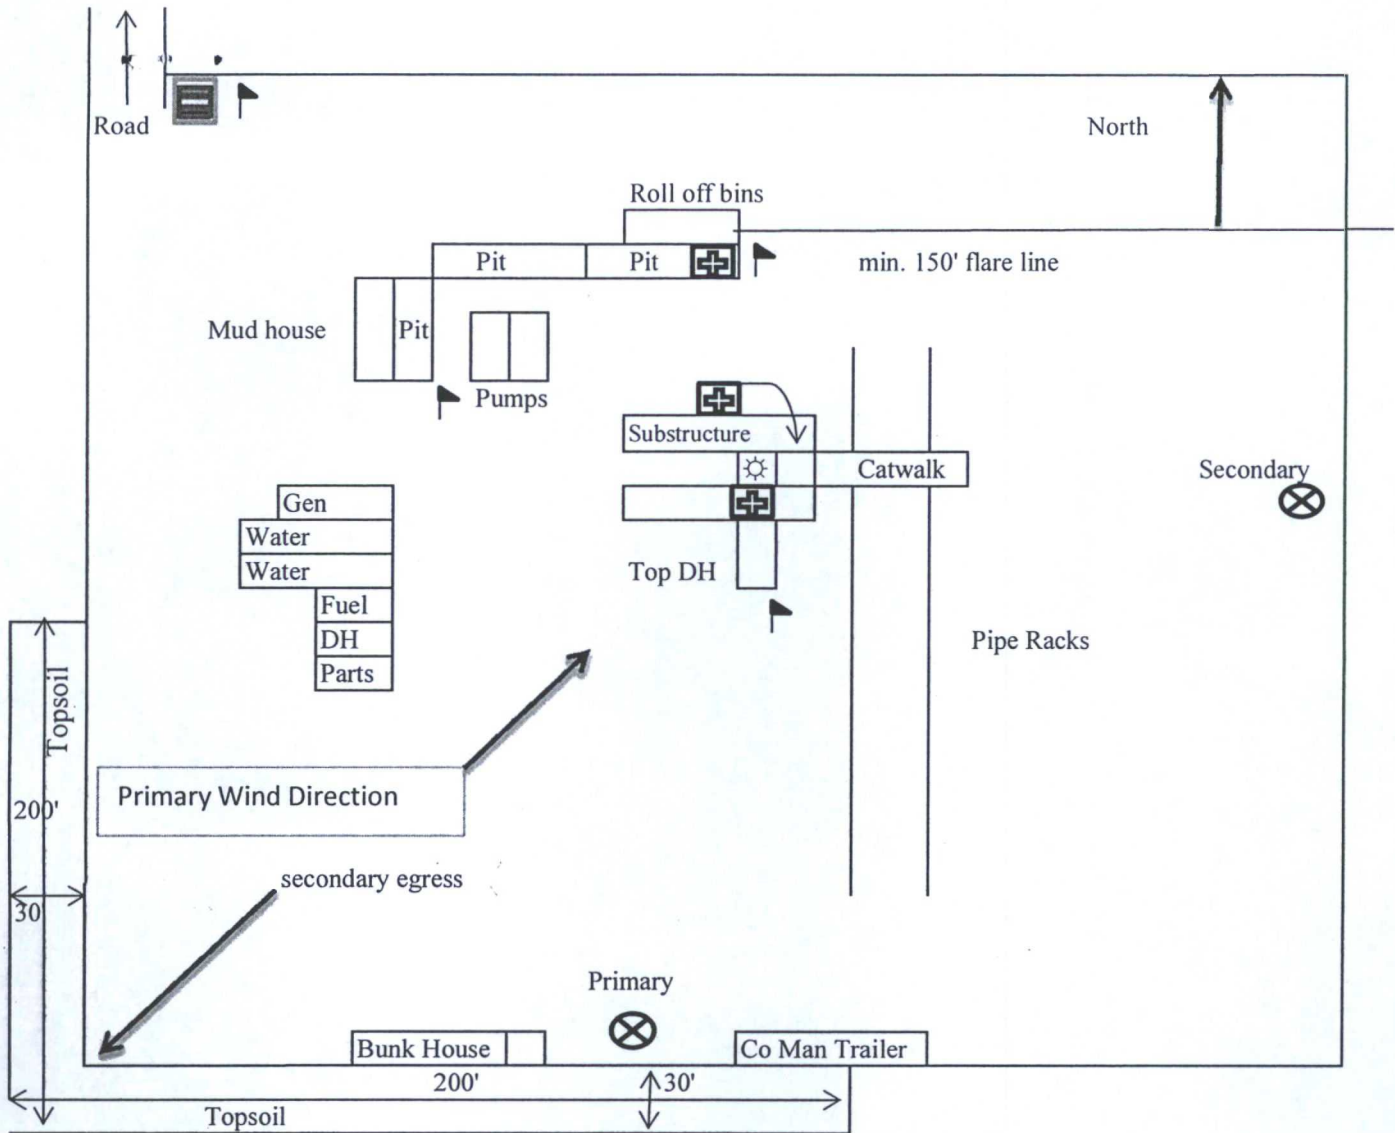 Road
North
Roll off bins
Pit
Pit
min. 150' flare line
Mud house
Pit
Pumps
Substructure
Catwalk
Secondary
Gen
Water
Water
Top DH
Fuel
DH
Parts
Pipe Racks
Topsoil
Primary Wind Direction
200'
secondary egress
30'
Primary
Bunk House
Co Man Trailer
200'
30'
Topsoil